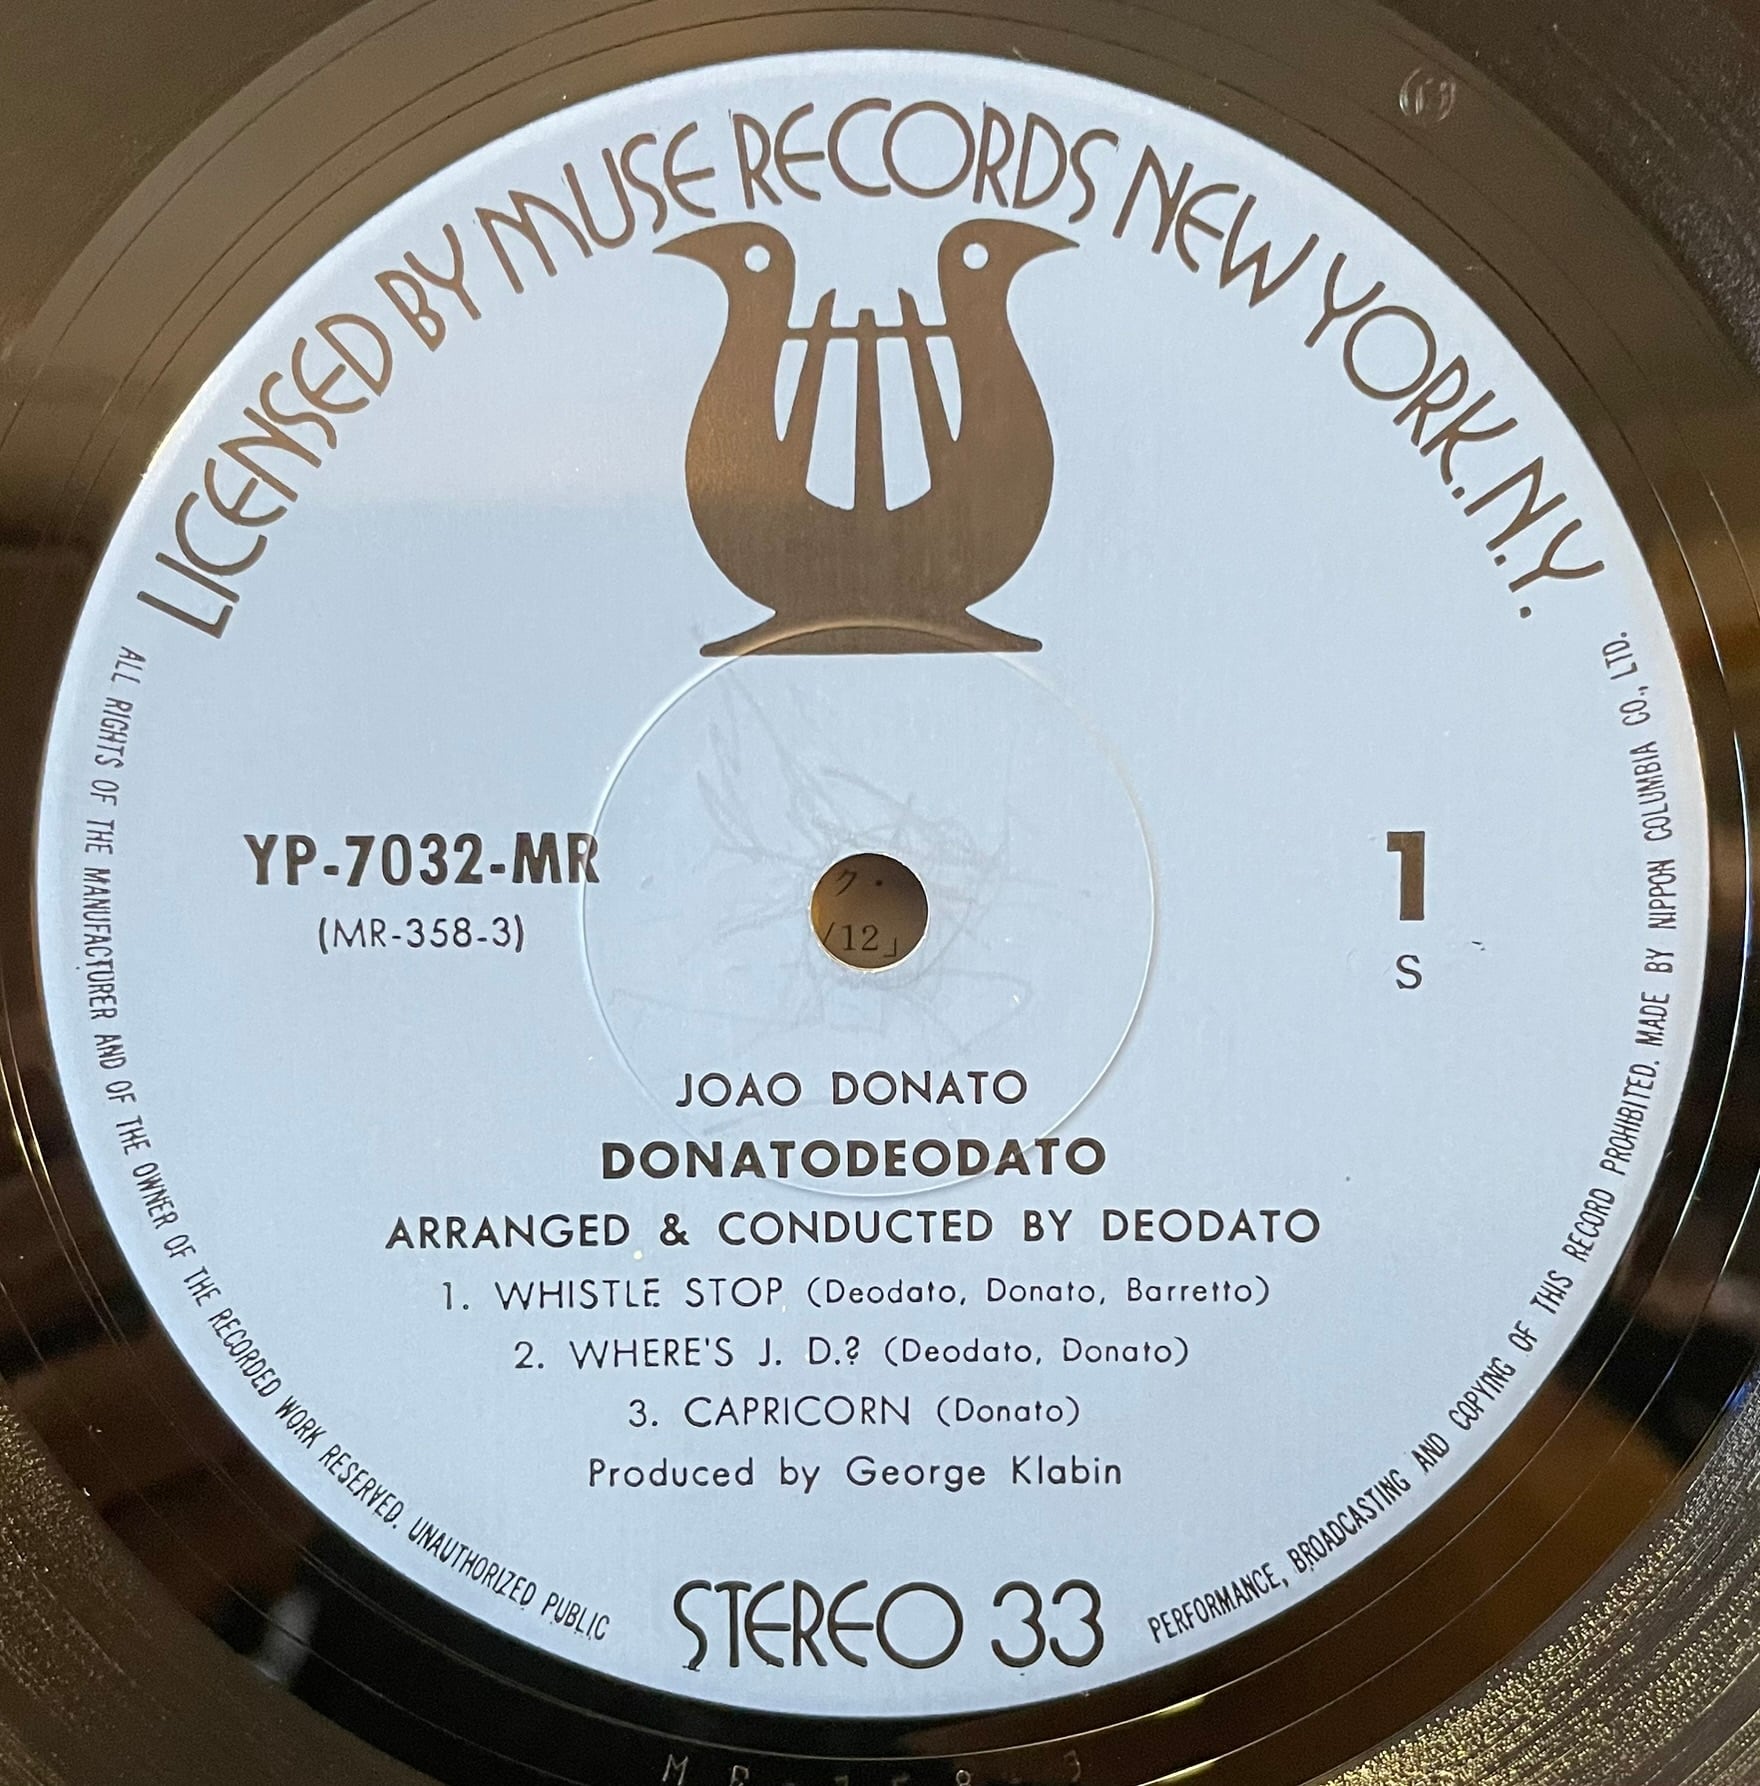 LICENSED BY MUSE RECORDS NEW YORK. N.Y.
YP-7032-MR
(MR-358-3)
1
S
ク・
/12」
JOAO DONATO
DONATODEODATO
ARRANGED & CONDUCTED BY DEODATO
1. WHISTLE STOP (Deodato, Donato, Barretto)
2. WHERE'S J. D.? (Deodato, Donato)
3. CAPRICORN (Donato)
Produced by George Klabin
STEREO 33
ALL RIGHTS OF THE MANUFACTURER AND OF THE OWNER OF THE RECORDED WORK RESERVED. UNAUTHORIZED PUBLIC PERFORMANCE, BROADCASTING AND COPYING OF THIS RECORD PROHIBITED. MADE BY NIPPON COLUMBIA CO., LTD.